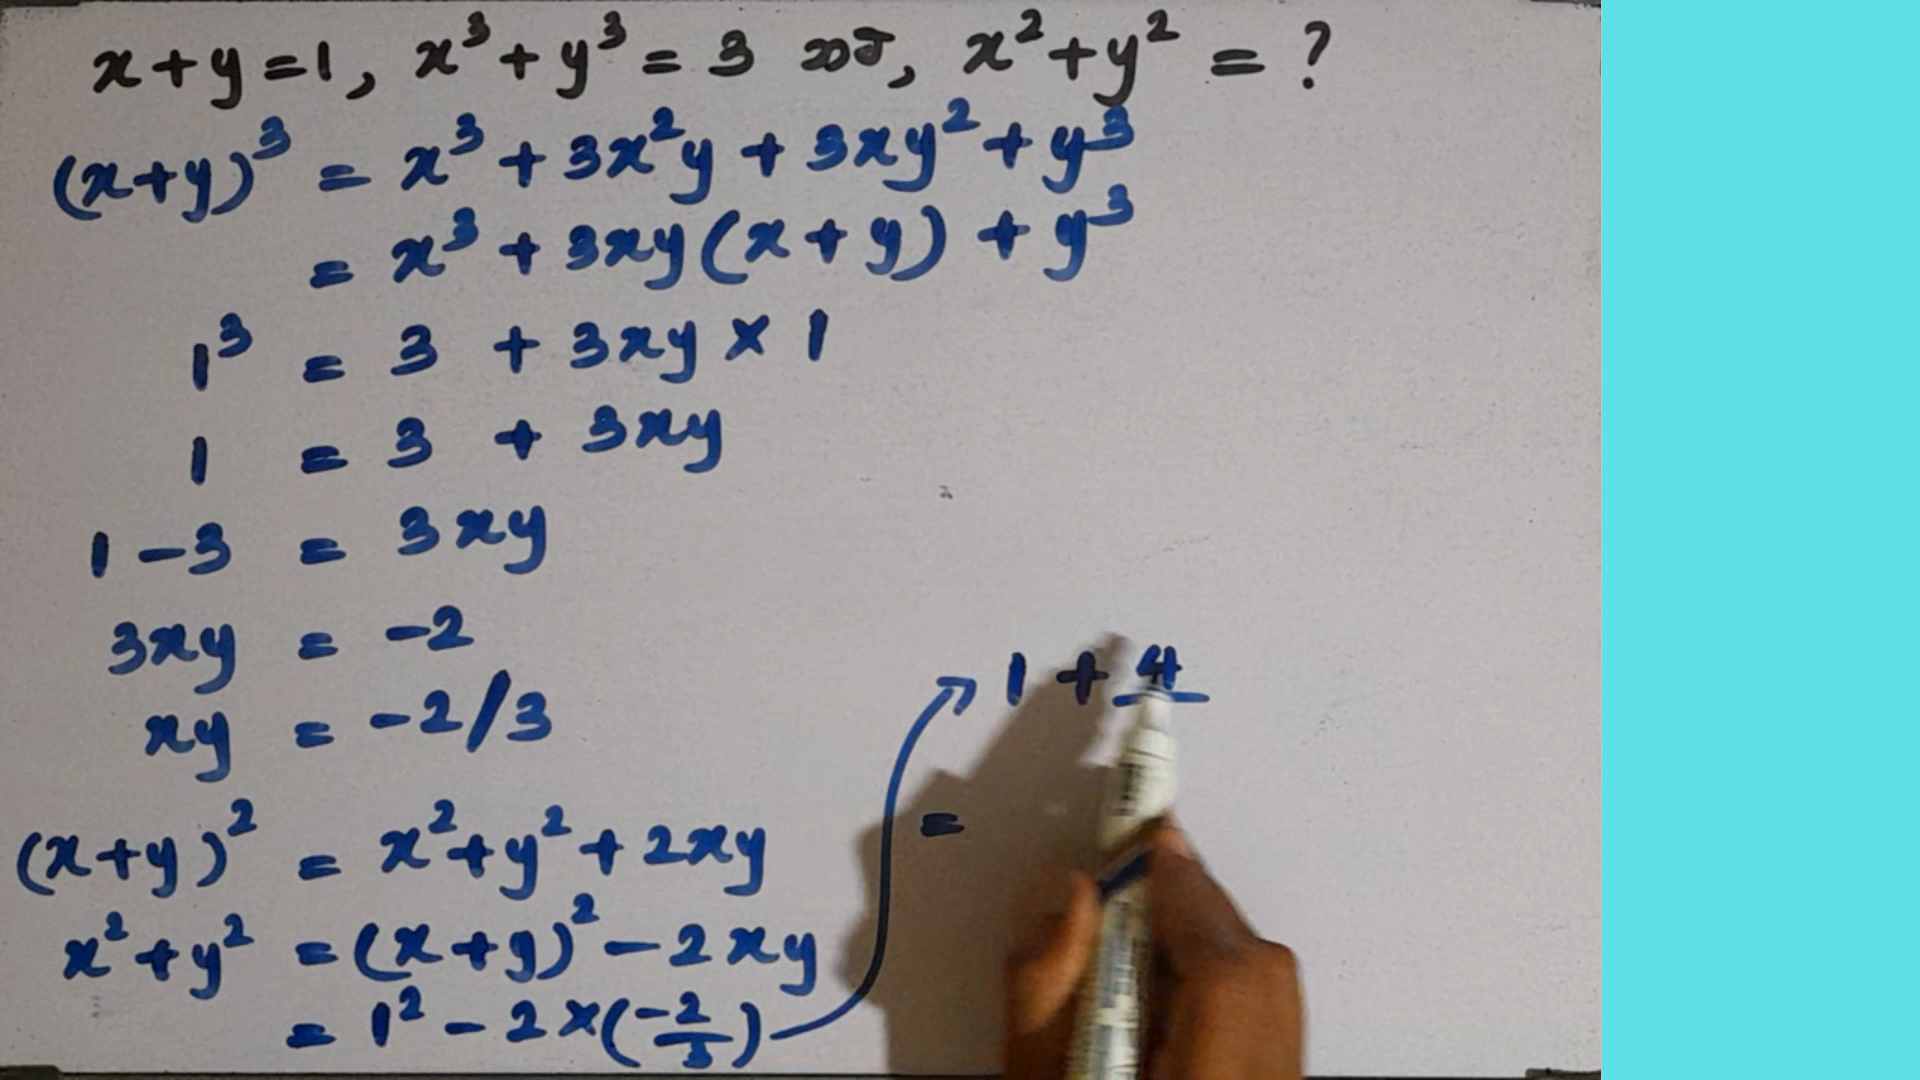 x+y=1, x³+y³=3 ആയാൽ, x²+y² = ?
(x+y)³ = x³+3x²y+3xy²+y³
= x³+3xy(x+y)+y³
1³ = 3 + 3xy × 1
1 = 3 + 3xy
1-3 = 3xy
3xy = -2
xy = -2/3
(x+y)² = x²+y²+2xy
x²+y² = (x+y)²-2xy
= 1² - 2×(-2/3)
1 + 4
=